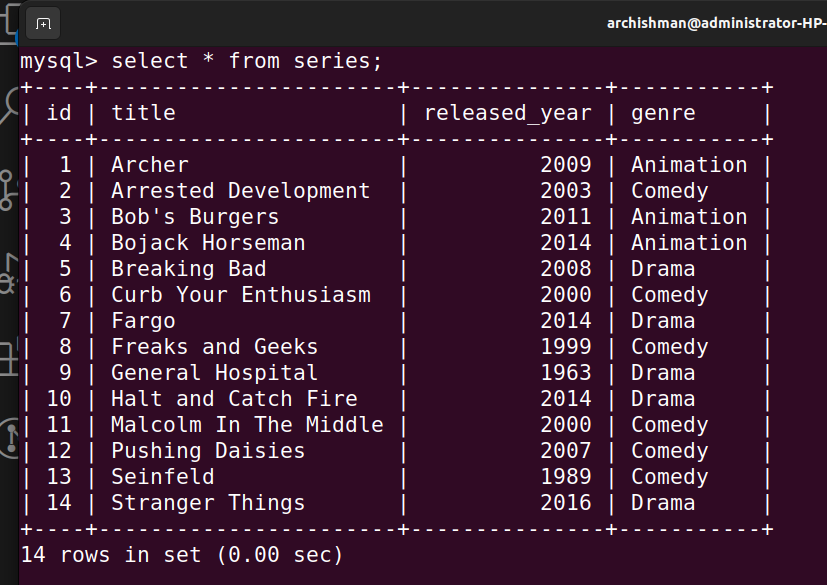 archishman@administrator-HP-
mysql> select * from series;
+----+-----------------------+---------------+-----------+
| id | title                 | released_year | genre     |
+----+-----------------------+---------------+-----------+
|  1 | Archer                |          2009 | Animation |
|  2 | Arrested Development  |          2003 | Comedy    |
|  3 | Bob's Burgers         |          2011 | Animation |
|  4 | Bojack Horseman       |          2014 | Animation |
|  5 | Breaking Bad          |          2008 | Drama     |
|  6 | Curb Your Enthusiasm  |          2000 | Comedy    |
|  7 | Fargo                 |          2014 | Drama     |
|  8 | Freaks and Geeks      |          1999 | Comedy    |
|  9 | General Hospital      |          1963 | Drama     |
| 10 | Halt and Catch Fire   |          2014 | Drama     |
| 11 | Malcolm In The Middle |          2000 | Comedy    |
| 12 | Pushing Daisies       |          2007 | Comedy    |
| 13 | Seinfeld              |          1989 | Comedy    |
| 14 | Stranger Things       |          2016 | Drama     |
+----+-----------------------+---------------+-----------+
14 rows in set (0.00 sec)